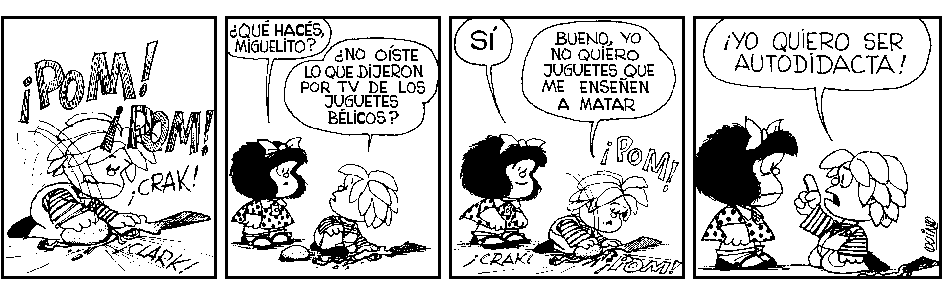 ¡POM!
¡POM!
¡CRAK!
CLARK!
¿QUÉ HACÉS,
MIGUELITO?
¿NO OÍSTE
LO QUE DIJERON
POR TV DE LOS
JUGUETES
BÉLICOS?
SÍ
BUENO, YO
NO QUIERO
JUGUETES QUE
ME ENSEÑEN
A MATAR
¡POM!
¡CRAK!
¡POM!
¡YO QUIERO SER
AUTODIDACTA!